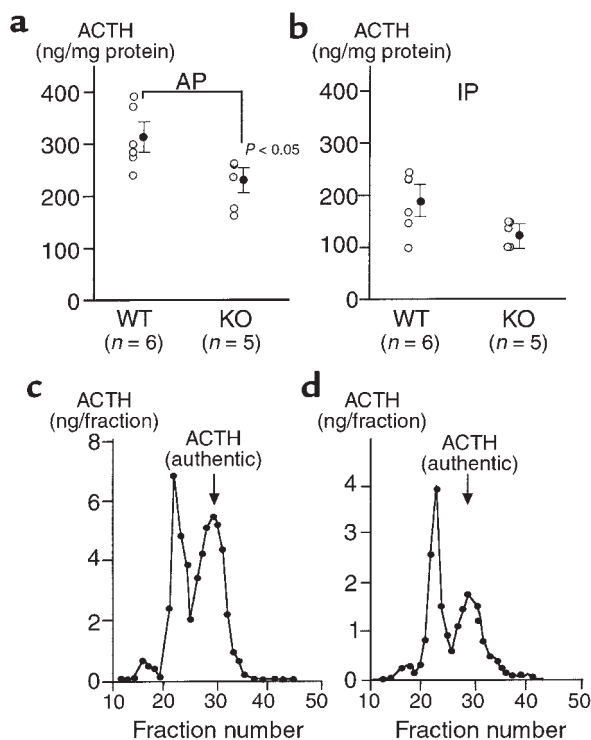 a
ACTH
(ng/mg protein)
AP
400
300
200
100
0
P < 0.05
WT
KO
(n = 6)
(n = 5)
b
ACTH
(ng/mg protein)
IP
400
300
200
100
0
WT
KO
(n = 6)
(n = 5)
c
ACTH
(ng/fraction)
ACTH
(authentic)
8
6
4
2
0
10 20 30 40 50
Fraction number
d
ACTH
(ng/fraction)
ACTH
(authentic)
4
3
2
1
0
10 20 30 40 50
Fraction number